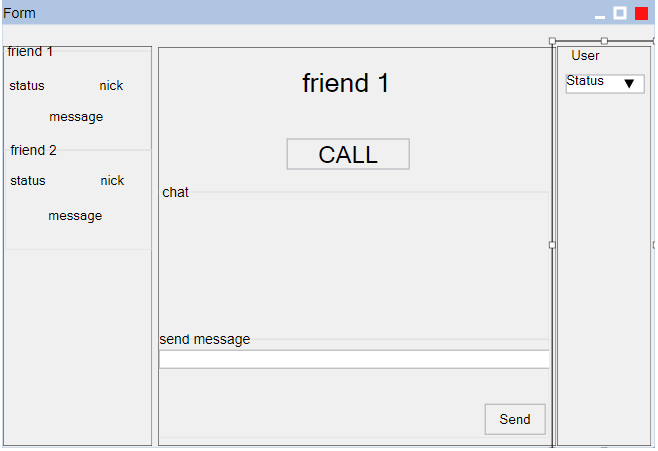 Form
friend 1
status nick
message
friend 2
status nick
message
friend 1
CALL
chat
send message
Send
User
Status